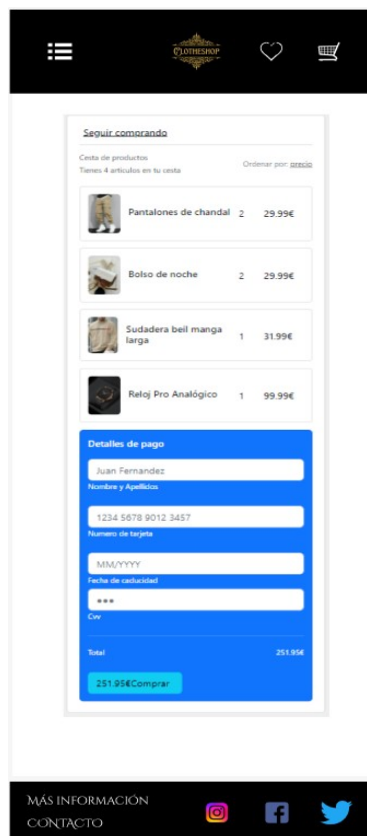 CLOTHESHOP
Seguir comprando
Cesta de productos
Tienes 4 artículos en tu cesta
Ordenar por: precio
Pantalones de chandal 2 29.99€
Bolso de noche 2 29.99€
Sudadera beil manga
larga 1 31.99€
Reloj Pro Analógico 1 99.99€
Detalles de pago
Juan Fernandez
Nombre y Apellidos
1234 5678 9012 3457
Numero de tarjeta
MM/YYYY
Fecha de caducidad
●●●
Cvv
Total 251.95€
251.95€Comprar
MÁS INFORMACIÓN
CONTACTO